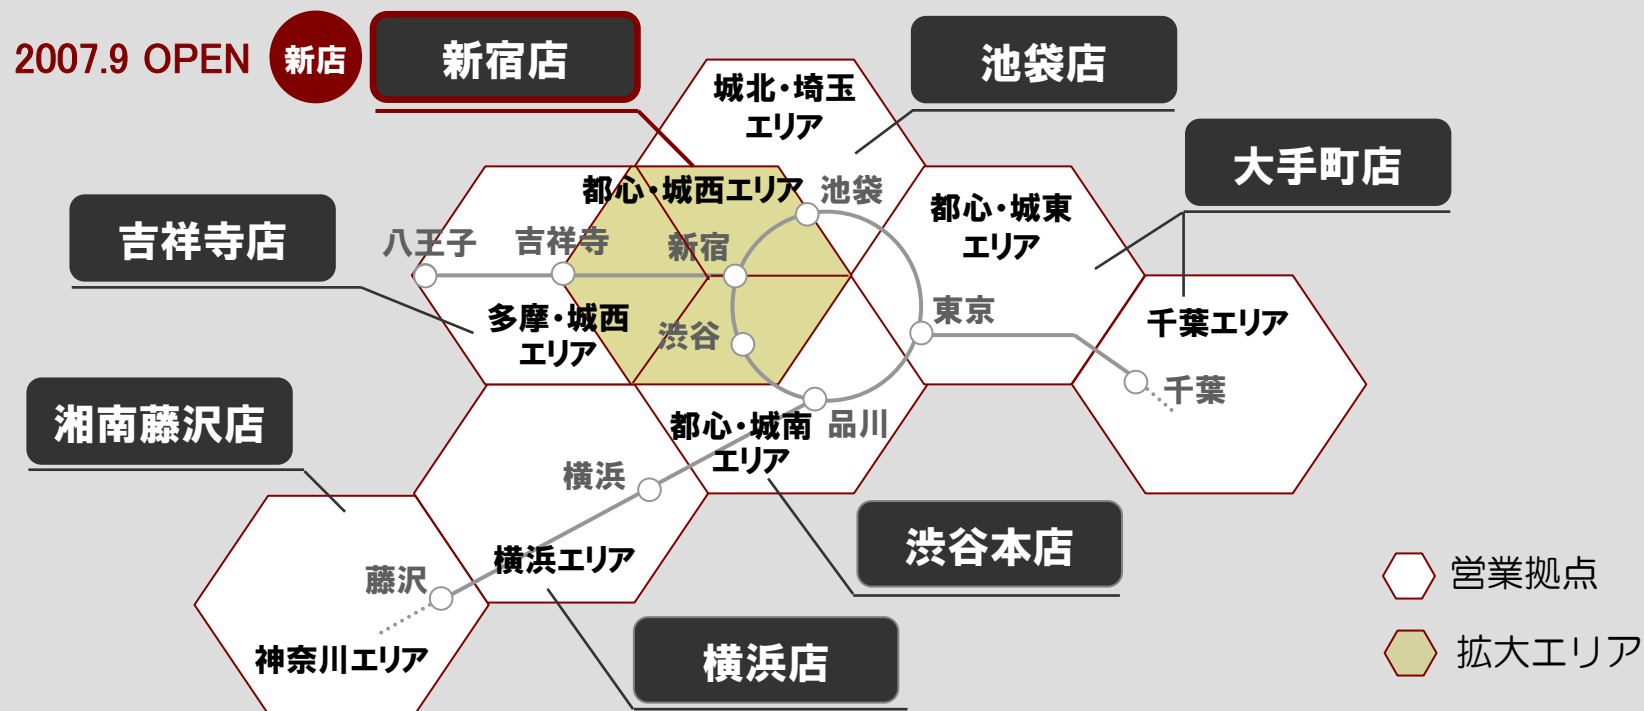 2007.9 OPEN
新店
新宿店
池袋店
城北・埼玉
エリア
大手町店
都心・城西エリア
池袋
都心・城東
エリア
吉祥寺店
八王子
吉祥寺
新宿
多摩・城西
エリア
渋谷
東京
千葉エリア
千葉
湘南藤沢店
都心・城南
エリア
品川
横浜
横浜エリア
渋谷本店
藤沢
神奈川エリア
横浜店
営業拠点
拡大エリア